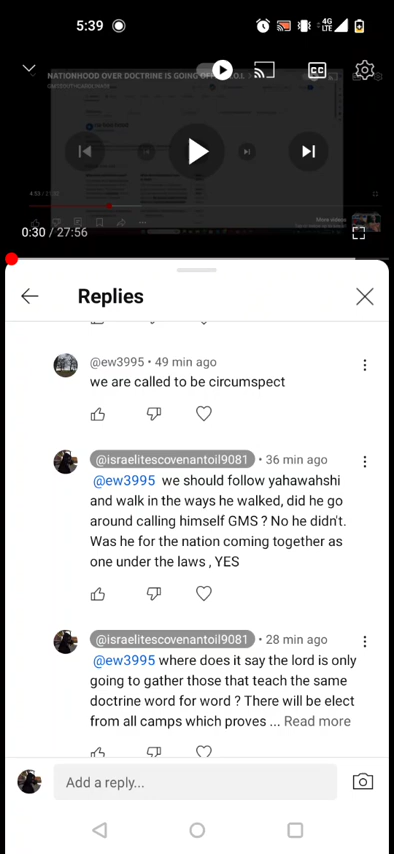 5:39
4G
LTE
NATIONHOOD OVER DOCTRINE IS GOING
CC
4:53
More videos
0:30 / 27:56
Replies
@ew3995 • 49 min ago
we are called to be circumspect
@israelitescovenantoil9081 • 36 min ago
@ew3995 we should follow yahawahshi
and walk in the ways he walked, did he go
around calling himself GMS ? No he didn't.
Was he for the nation coming together as
one under the laws , YES
@israelitescovenantoil9081 • 28 min ago
@ew3995 where does it say the lord is only
going to gather those that teach the same
doctrine word for word ? There will be elect
from all camps which proves ... Read more
Add a reply...